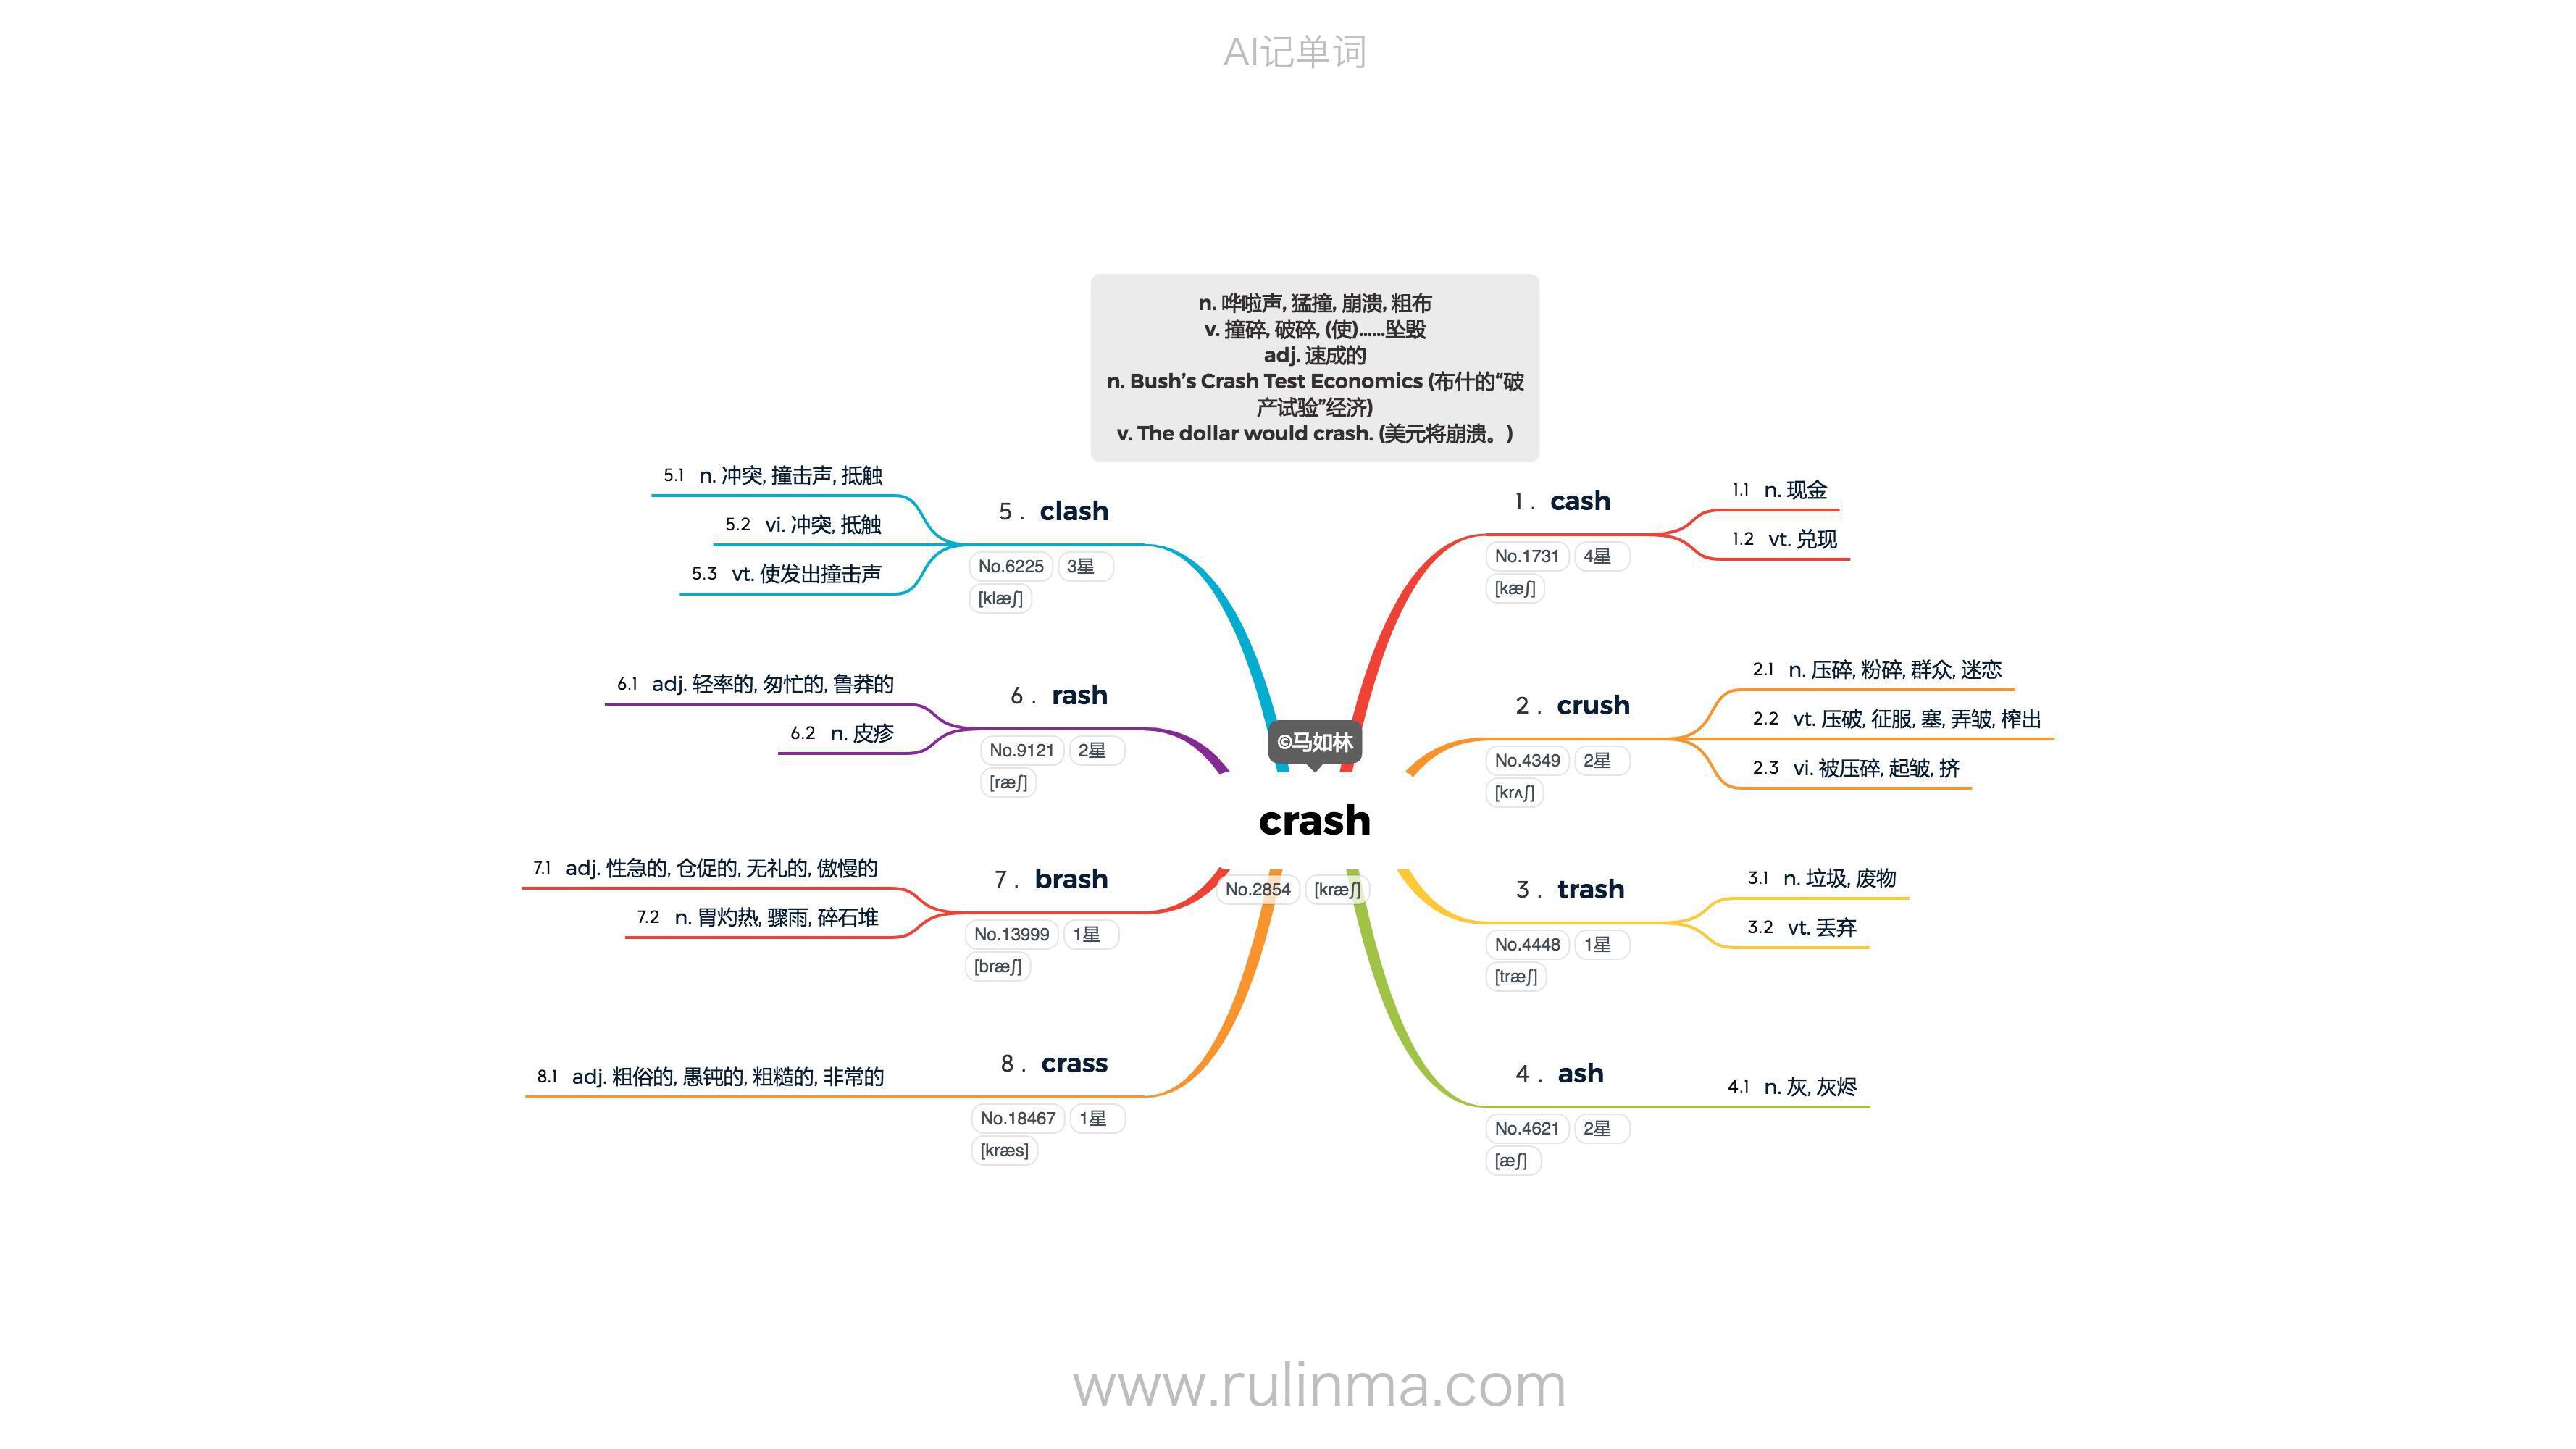 AI记单词
n. 哗啦声, 猛撞, 崩溃, 粗布
v. 撞碎, 破碎, (使)......坠毁
adj. 速成的
n. Bush’s Crash Test Economics (布什的“破
产试验”经济)
v. The dollar would crash. (美元将崩溃。)
©马如林
crash
No.2854 [kræʃ]
1. cash
No.1731 4星
[kæʃ]
1.1 n. 现金
1.2 vt. 兑现
2. crush
No.4349 2星
[krʌʃ]
2.1 n. 压碎, 粉碎, 群众, 迷恋
2.2 vt. 压破, 征服, 塞, 弄皱, 榨出
2.3 vi. 被压碎, 起皱, 挤
3. trash
No.4448 1星
[træʃ]
3.1 n. 垃圾, 废物
3.2 vt. 丢弃
4. ash
No.4621 2星
[æʃ]
4.1 n. 灰, 灰烬
5. clash
No.6225 3星
[klæʃ]
5.1 n. 冲突, 撞击声, 抵触
5.2 vi. 冲突, 抵触
5.3 vt. 使发出撞击声
6. rash
No.9121 2星
[ræʃ]
6.1 adj. 轻率的, 匆忙的, 鲁莽的
6.2 n. 皮疹
7. brash
No.13999 1星
[bræʃ]
7.1 adj. 性急的, 仓促的, 无礼的, 傲慢的
7.2 n. 胃灼热, 骤雨, 碎石堆
8. crass
No.18467 1星
[kræs]
8.1 adj. 粗俗的, 愚钝的, 粗糙的, 非常的
www.rulinma.com